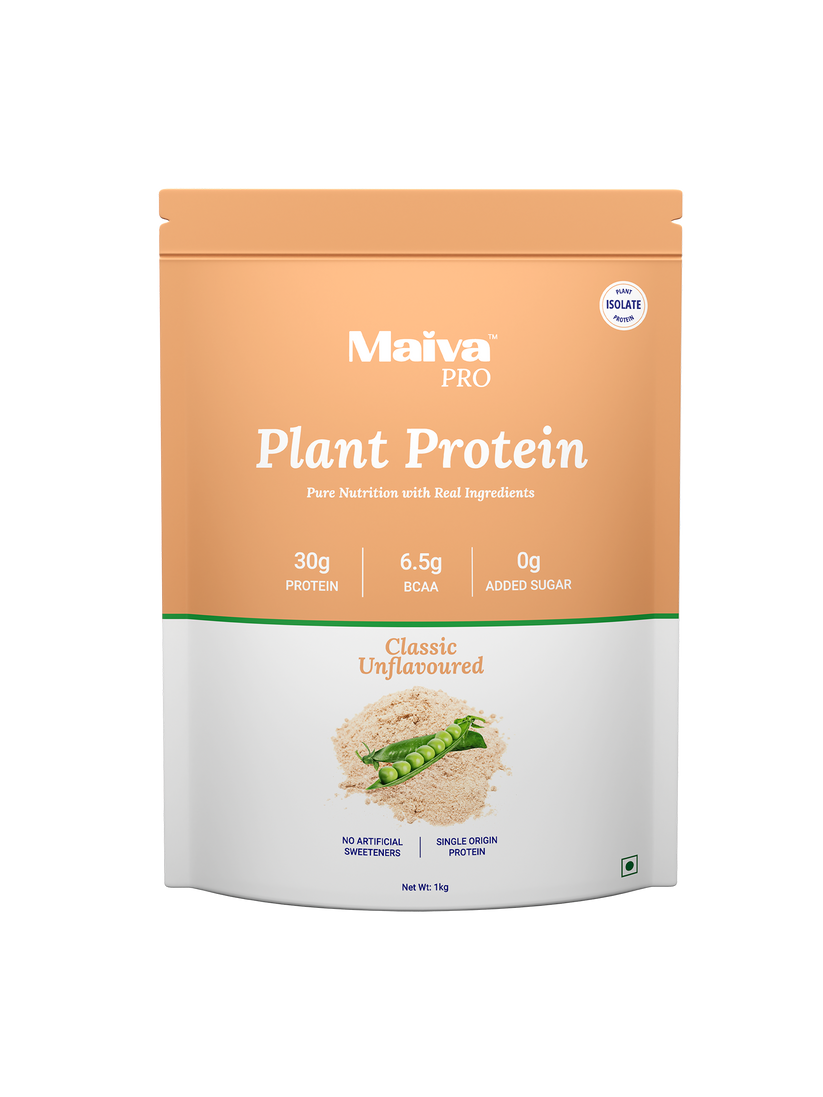 PLANT
ISOLATE
PROTEIN
Maiva™
PRO
Plant Protein
Pure Nutrition with Real Ingredients
30g
PROTEIN
6.5g
BCAA
0g
ADDED SUGAR
Classic
Unflavoured
NO ARTIFICIAL
SWEETENERS
SINGLE ORIGIN
PROTEIN
Net Wt: 1kg